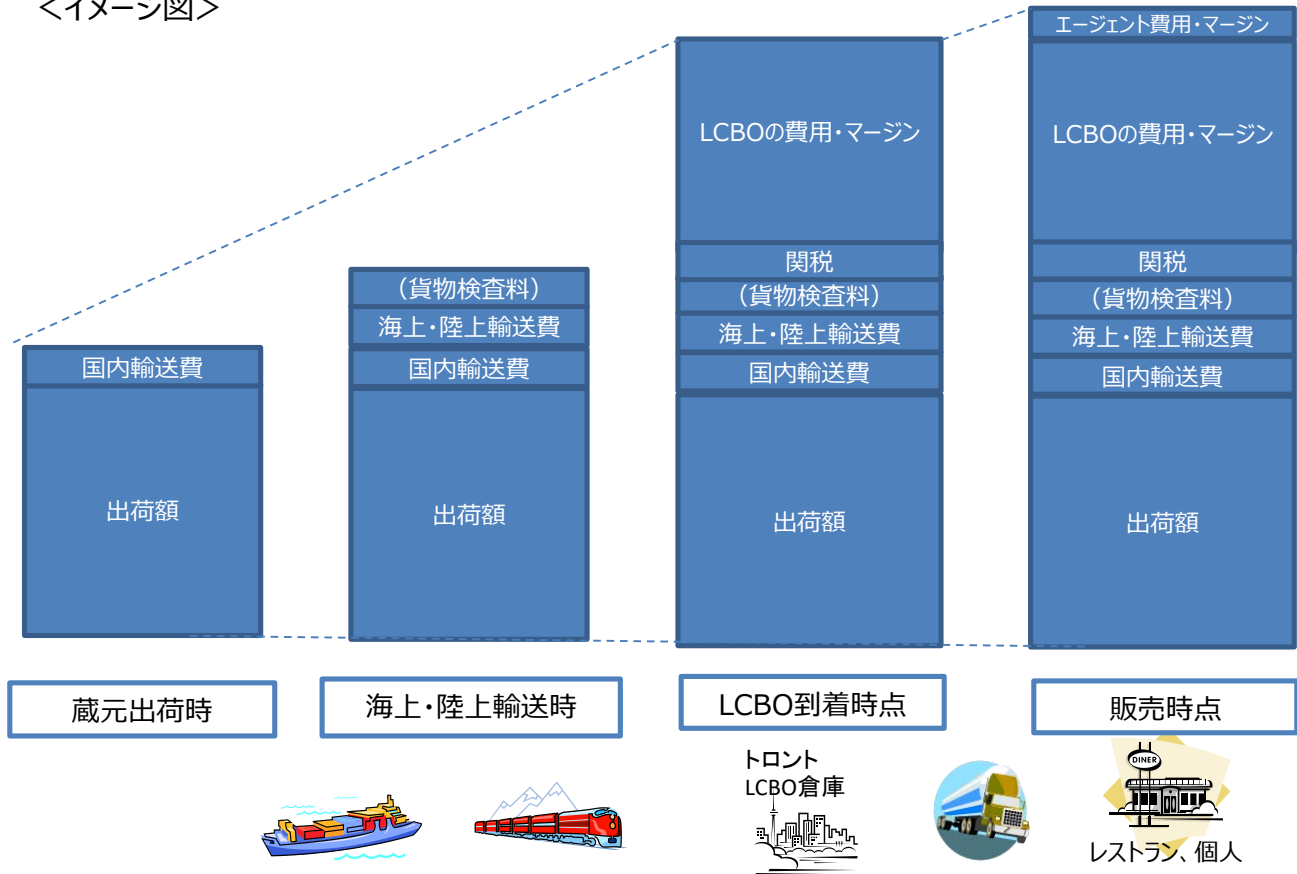 <イメージ図>
国内輸送費
出荷額
蔵元出荷時
(貨物検査料)
海上・陸上輸送費
国内輸送費
出荷額
海上・陸上輸送時
LCBOの費用・マージン
関税
(貨物検査料)
海上・陸上輸送費
国内輸送費
出荷額
LCBO到着時点
トロント
LCBO倉庫
エージェント費用・マージン
LCBOの費用・マージン
関税
(貨物検査料)
海上・陸上輸送費
国内輸送費
出荷額
販売時点
DINER
レストラン、個人